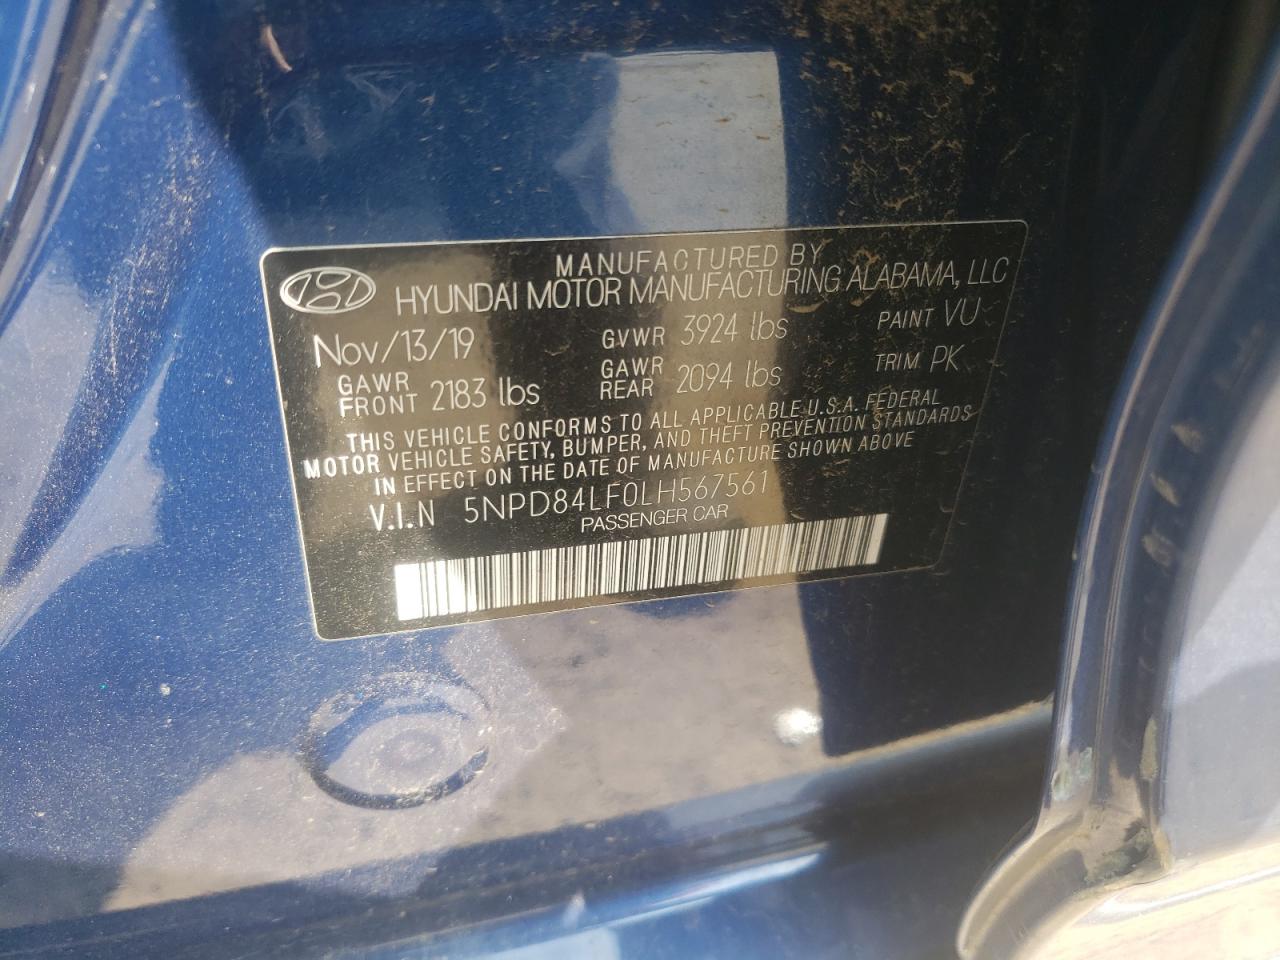 MANUFACTURED BY
HYUNDAI MOTOR MANUFACTURING ALABAMA, LLC
Nov/13/19 GVWR 3924 lbs PAINT VU
GAWR FRONT 2183 lbs GAWR REAR 2094 lbs TRIM PK
THIS VEHICLE CONFORMS TO ALL APPLICABLE U.S.A. FEDERAL
MOTOR VEHICLE SAFETY, BUMPER, AND THEFT PREVENTION STANDARDS
IN EFFECT ON THE DATE OF MANUFACTURE SHOWN ABOVE
V.I.N 5NPD84LF0LH567561
PASSENGER CAR